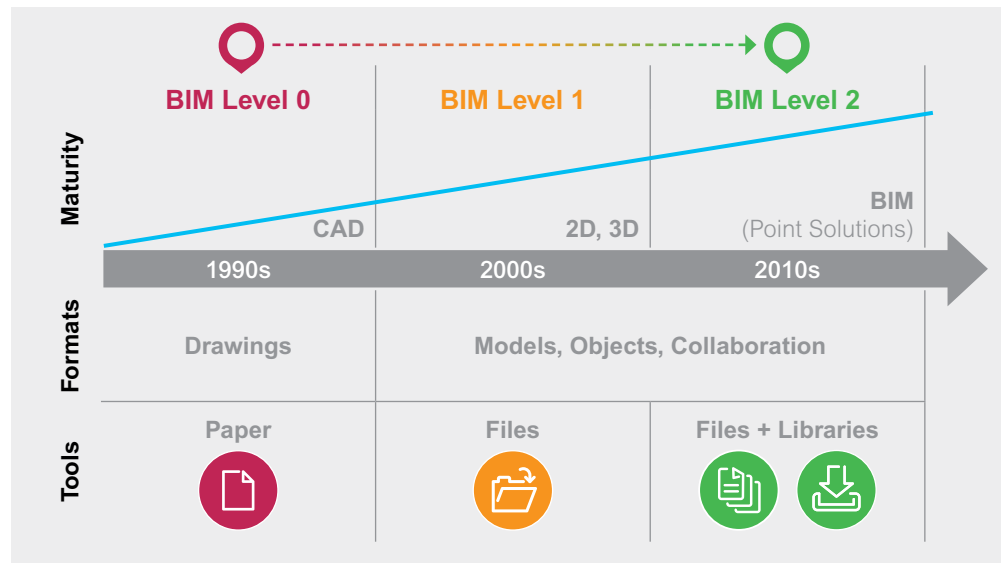 BIM Level 0
BIM Level 1
BIM Level 2
Maturity
CAD
2D, 3D
BIM
(Point Solutions)
1990s
2000s
2010s
Formats
Drawings
Models, Objects, Collaboration
Tools
Paper
Files
Files + Libraries